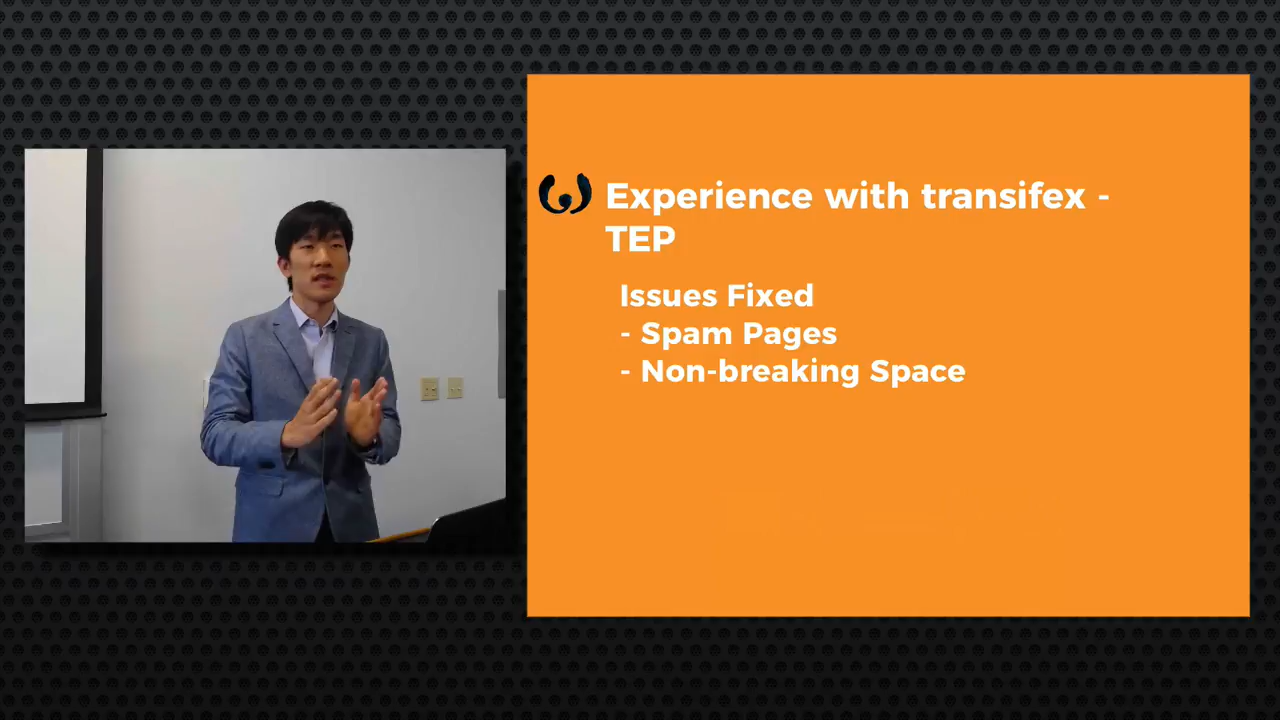 Experience with transifex -
TEP
Issues Fixed
- Spam Pages
- Non-breaking Space